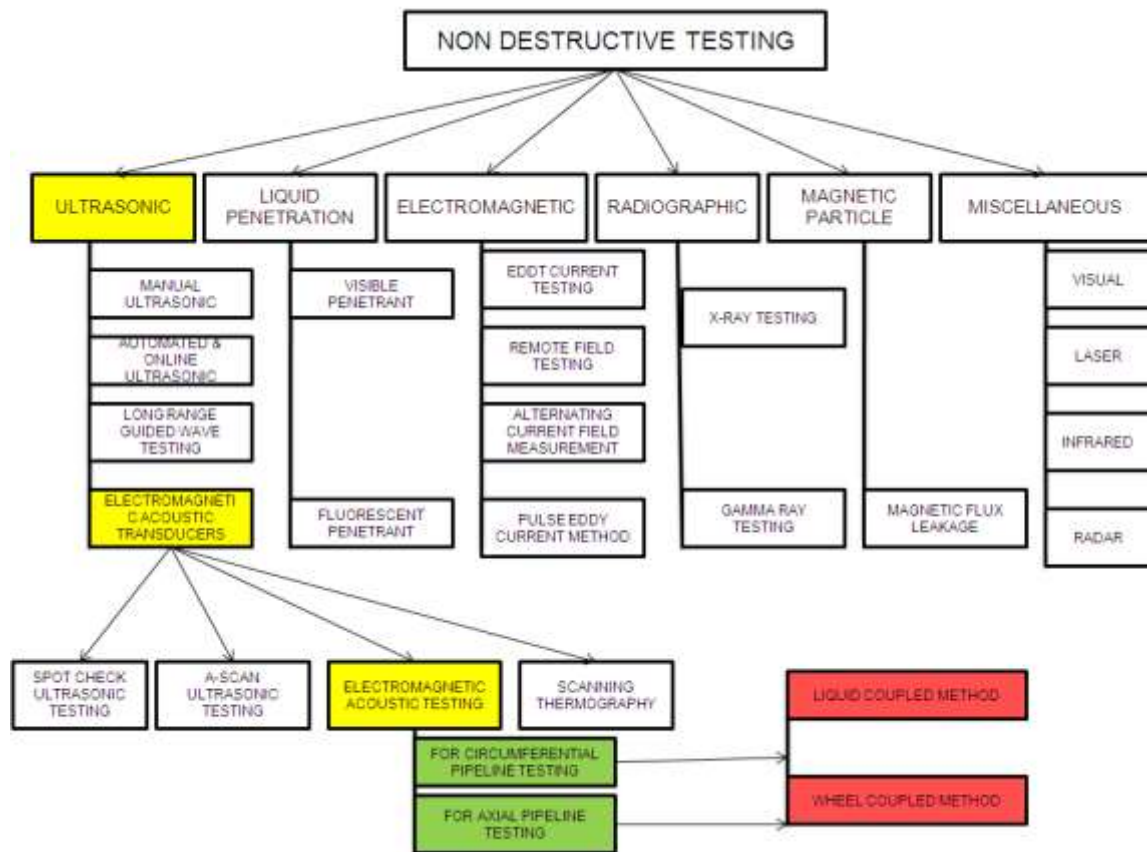 NON DESTRUCTIVE TESTING
ULTRASONIC
LIQUID
PENETRATION
ELECTROMAGNETIC
RADIOGRAPHIC
MAGNETIC
PARTICLE
MISCELLANEOUS
MANUAL
ULTRASONIC
AUTOMATED &
ONLINE
ULTRASONIC
LONG RANGE
GUIDED WAVE
TESTING
ELECTROMAGNETI
C ACOUSTIC
TRANSDUCERS
VISIBLE
PENETRANT
FLUORESCENT
PENETRANT
EDDT CURRENT
TESTING
REMOTE FIELD
TESTING
ALTERNATING
CURRENT FIELD
MEASUREMENT
PULSE EDDY
CURRENT METHOD
X-RAY TESTING
GAMMA RAY
TESTING
MAGNETIC FLUX
LEAKAGE
VISUAL
LASER
INFRARED
RADAR
SPOT CHECK
ULTRASONIC
TESTING
A-SCAN
ULTRASONIC
TESTING
ELECTROMAGNETIC
ACOUSTIC TESTING
SCANNING
THERMOGRAPHY
FOR CIRCUMFERENTIAL
PIPELINE TESTING
FOR AXIAL PIPELINE
TESTING
LIQUID COUPLED METHOD
WHEEL COUPLED METHOD